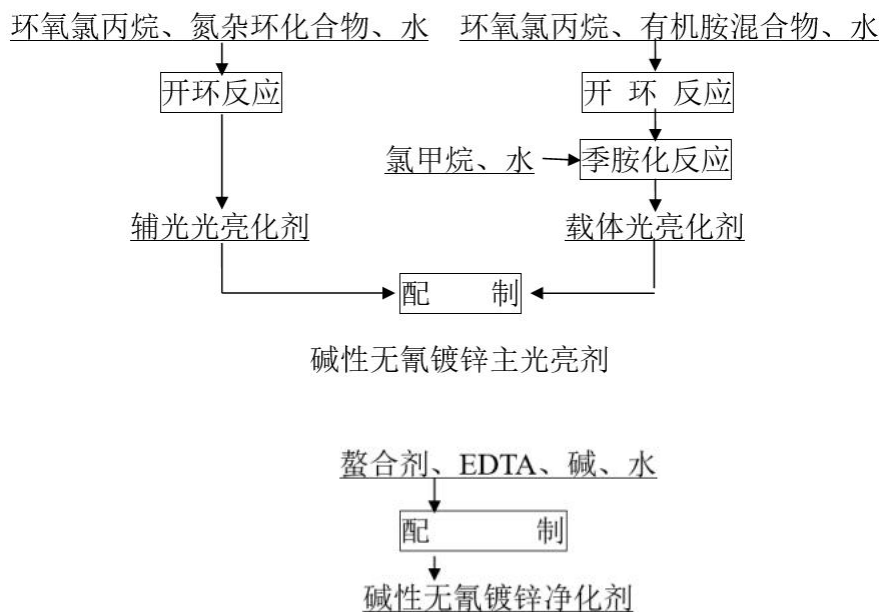 环氧氯丙烷、氮杂环化合物、水
环氧氯丙烷、有机胺混合物、水
开环反应
开 环 反应
氯甲烷、水
季胺化反应
辅光光亮化剂
载体光亮化剂
配 制
碱性无氰镀锌主光亮剂
螯合剂、EDTA、碱、水
配 制
碱性无氰镀锌净化剂